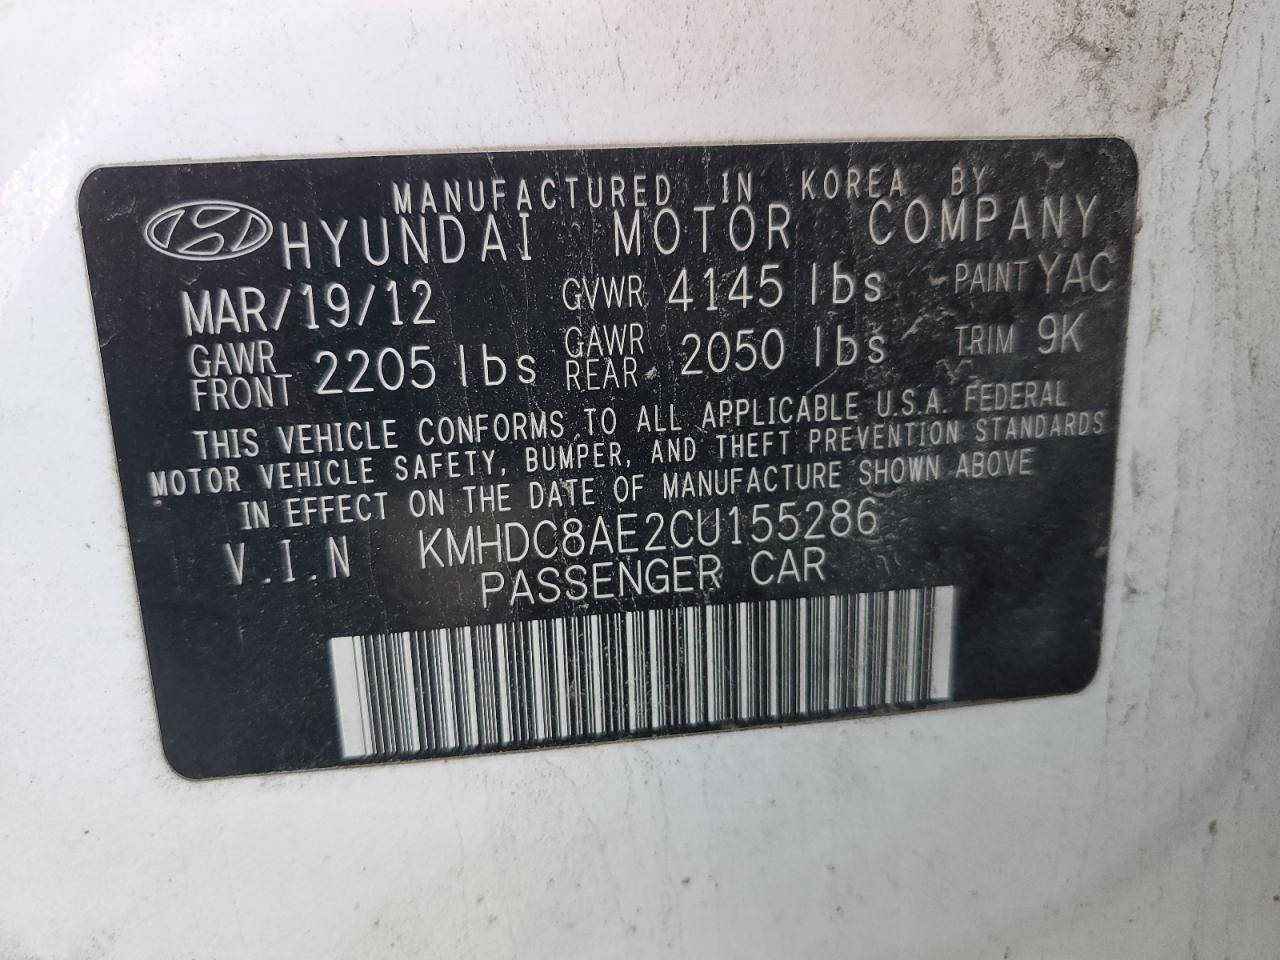 MANUFACTURED IN KOREA BY
HYUNDAI MOTOR COMPANY
MAR/19/12 GVWR 4145 lbs PAINT YAC
GAWR FRONT 2205 lbs GAWR REAR 2050 lbs TRIM 9K
THIS VEHICLE CONFORMS TO ALL APPLICABLE U.S.A. FEDERAL
MOTOR VEHICLE SAFETY, BUMPER, AND THEFT PREVENTION STANDARDS
IN EFFECT ON THE DATE OF MANUFACTURE SHOWN ABOVE
V.I.N KMHDC8AE2CU155286
PASSENGER CAR